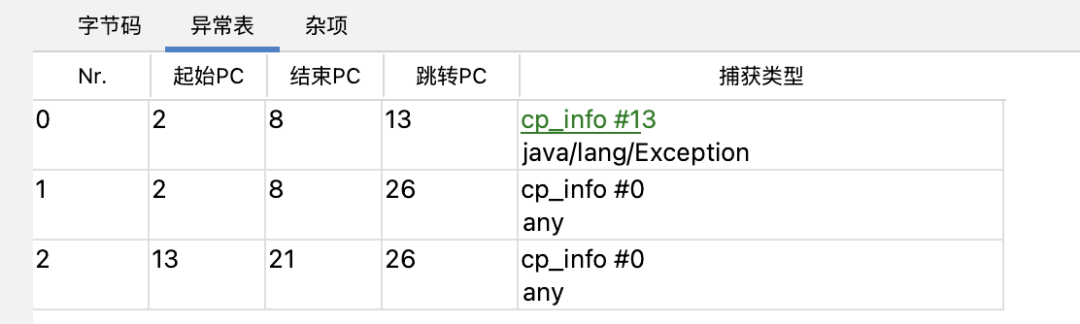 字节码 异常表 杂项
Nr. 起始PC 结束PC 跳转PC 捕获类型
0 2 8 13 cp_info #13
java/lang/Exception
1 2 8 26 cp_info #0
any
2 13 21 26 cp_info #0
any